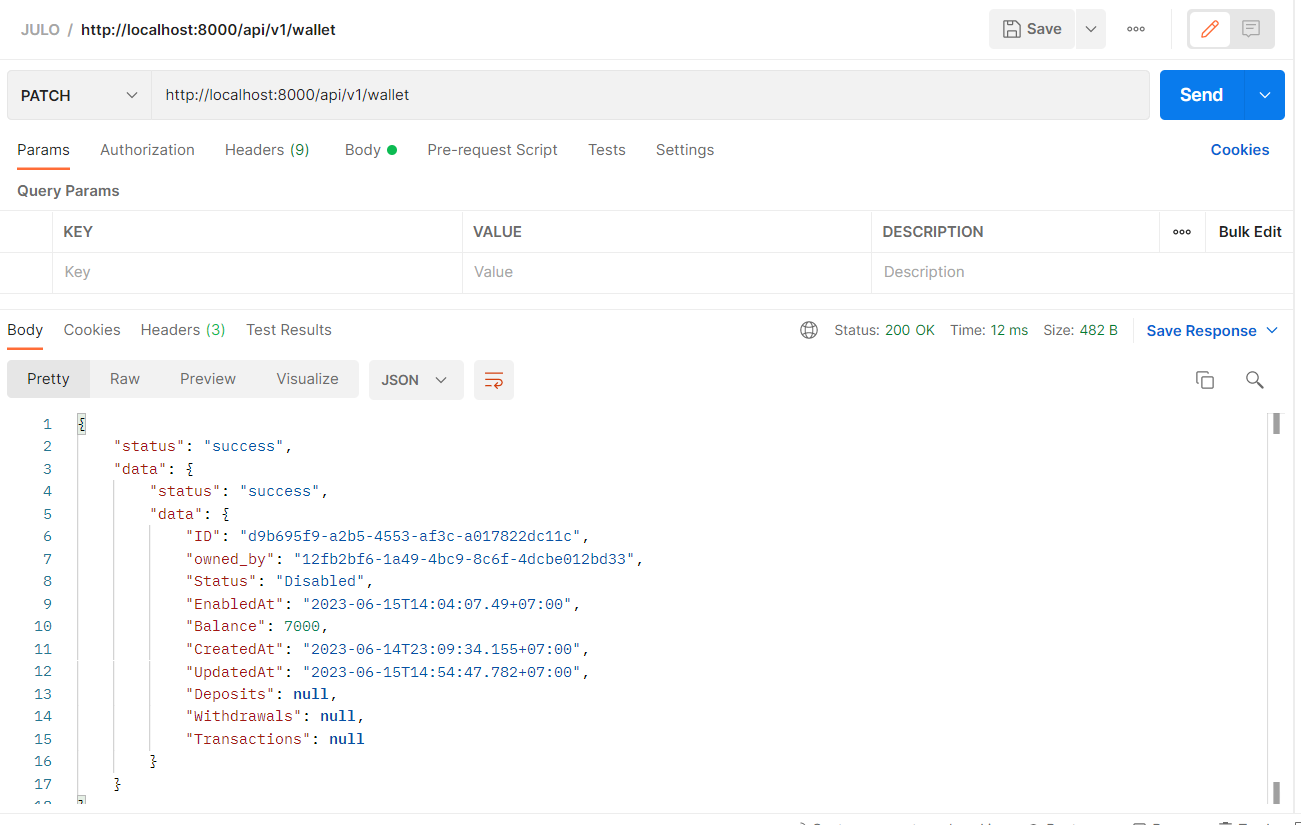 JULO / http://localhost:8000/api/v1/wallet Save
PATCH http://localhost:8000/api/v1/wallet Send
Params Authorization Headers (9) Body Pre-request Script Tests Settings Cookies
Query Params
KEY VALUE DESCRIPTION Bulk Edit
Key Value Description
Body Cookies Headers (3) Test Results Status: 200 OK Time: 12 ms Size: 482 B Save Response
Pretty Raw Preview Visualize JSON
1 {
2 "status": "success",
3 "data": {
4 "status": "success",
5 "data": {
6 "ID": "d9b695f9-a2b5-4553-af3c-a017822dc11c",
7 "owned_by": "12fb2bf6-1a49-4bc9-8c6f-4dcbe012bd33",
8 "Status": "Disabled",
9 "EnabledAt": "2023-06-15T14:04:07.49+07:00",
10 "Balance": 7000,
11 "CreatedAt": "2023-06-14T23:09:34.155+07:00",
12 "UpdatedAt": "2023-06-15T14:54:47.782+07:00",
13 "Deposits": null,
14 "Withdrawals": null,
15 "Transactions": null
16 }
17 }